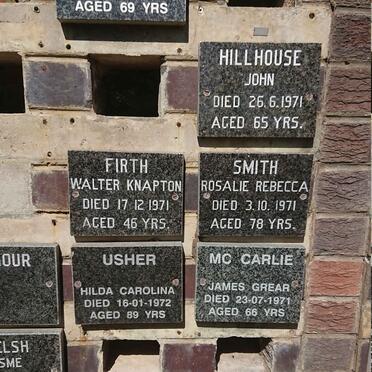 AGED 69 YRS
HILLHOUSE
JOHN
DIED 26.6.1971
AGED 65 YRS.
FIRTH
WALTER KNAPTON
DIED 17·12·1971
AGED 46 YRS.
SMITH
ROSALIE REBECCA
DIED 3.10.1971
AGED 78 YRS.
USHER
HILDA CAROLINA
DIED 16-01-1972
AGED 89 YRS
MC CARLIE
JAMES GREAR
DIED 23-07-1971
AGED 66 YRS